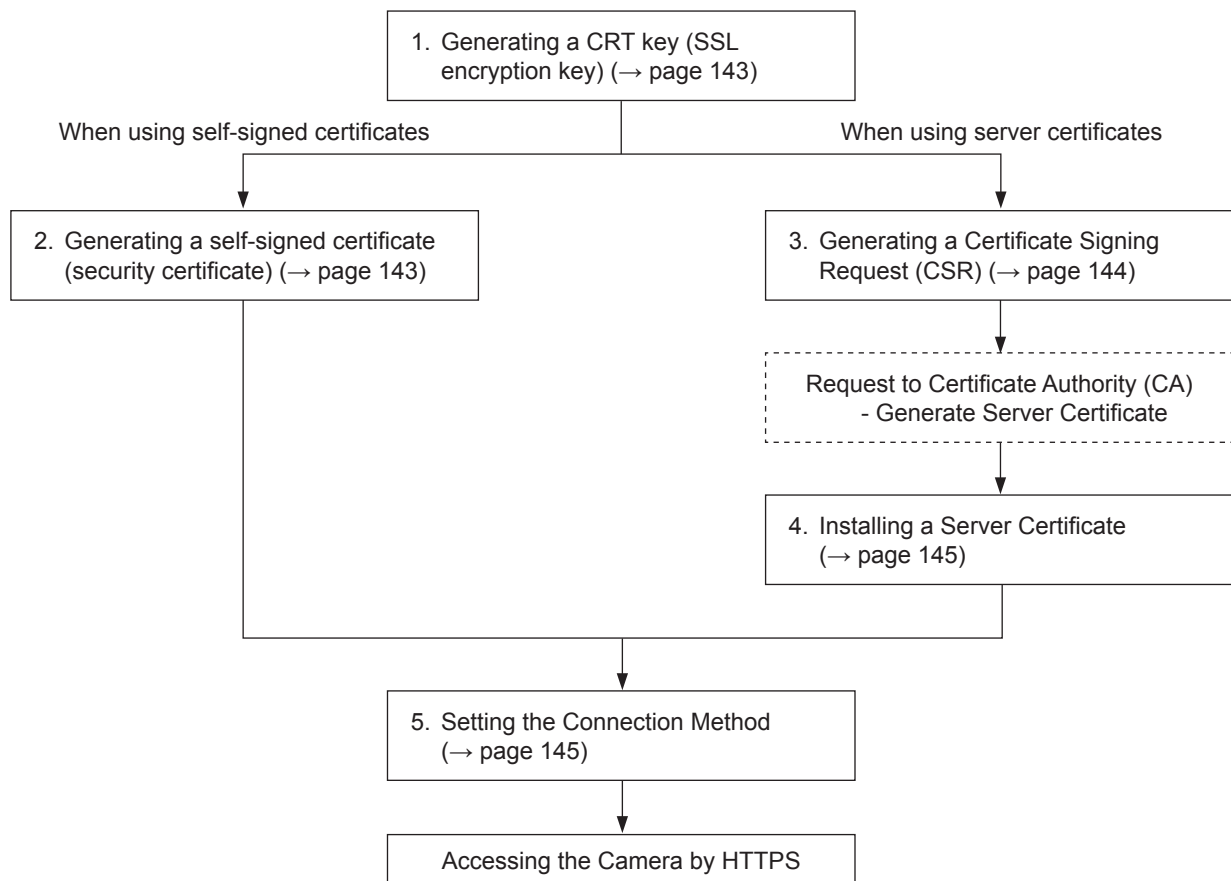 1. Generating a CRT key (SSL
encryption key) (→ page 143)
When using self-signed certificates
When using server certificates
2. Generating a self-signed certificate
(security certificate) (→ page 143)
3. Generating a Certificate Signing
Request (CSR) (→ page 144)
Request to Certificate Authority (CA)
- Generate Server Certificate
4. Installing a Server Certificate
(→ page 145)
5. Setting the Connection Method
(→ page 145)
Accessing the Camera by HTTPS